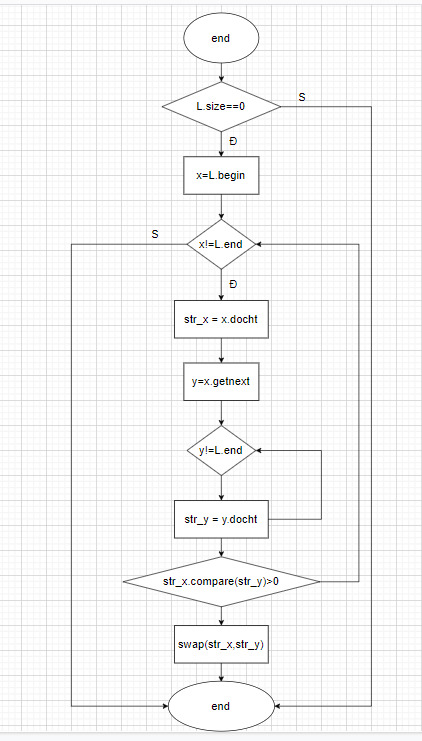 end
L.size==0
S
Đ
x=L.begin
x!=L.end
S
Đ
str_x = x.docht
y=x.getnext
y!=L.end
str_y = y.docht
str_x.compare(str_y)>0
swap(str_x,str_y)
end